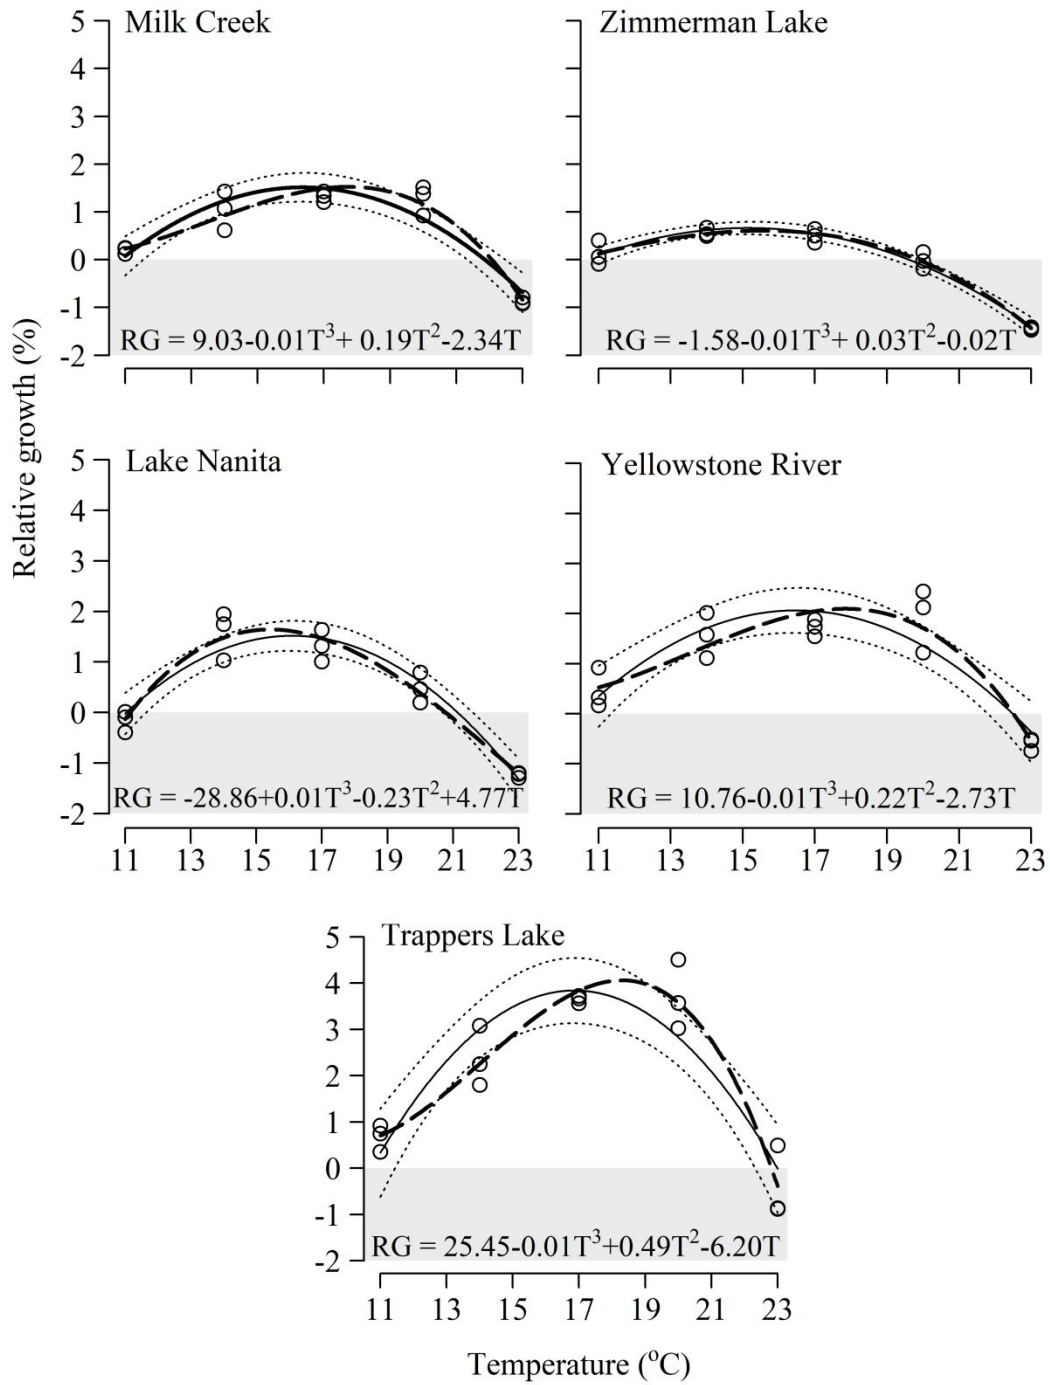 Milk Creek
5
4
3
2
1
0
-1
-2
RG = 9.03-0.01T³+ 0.19T²-2.34T
Zimmerman Lake
RG = -1.58-0.01T³+ 0.03T²-0.02T
Relative growth (%)
Lake Nanita
5
4
3
2
1
0
-1
-2
RG = -28.86+0.01T³-0.23T²+4.77T
11 13 15 17 19 21 23
Yellowstone River
RG = 10.76-0.01T³+0.22T²-2.73T
11 13 15 17 19 21 23
Trappers Lake
5
4
3
2
1
0
-1
-2
RG = 25.45-0.01T³+0.49T²-6.20T
11 13 15 17 19 21 23
Temperature (°C)